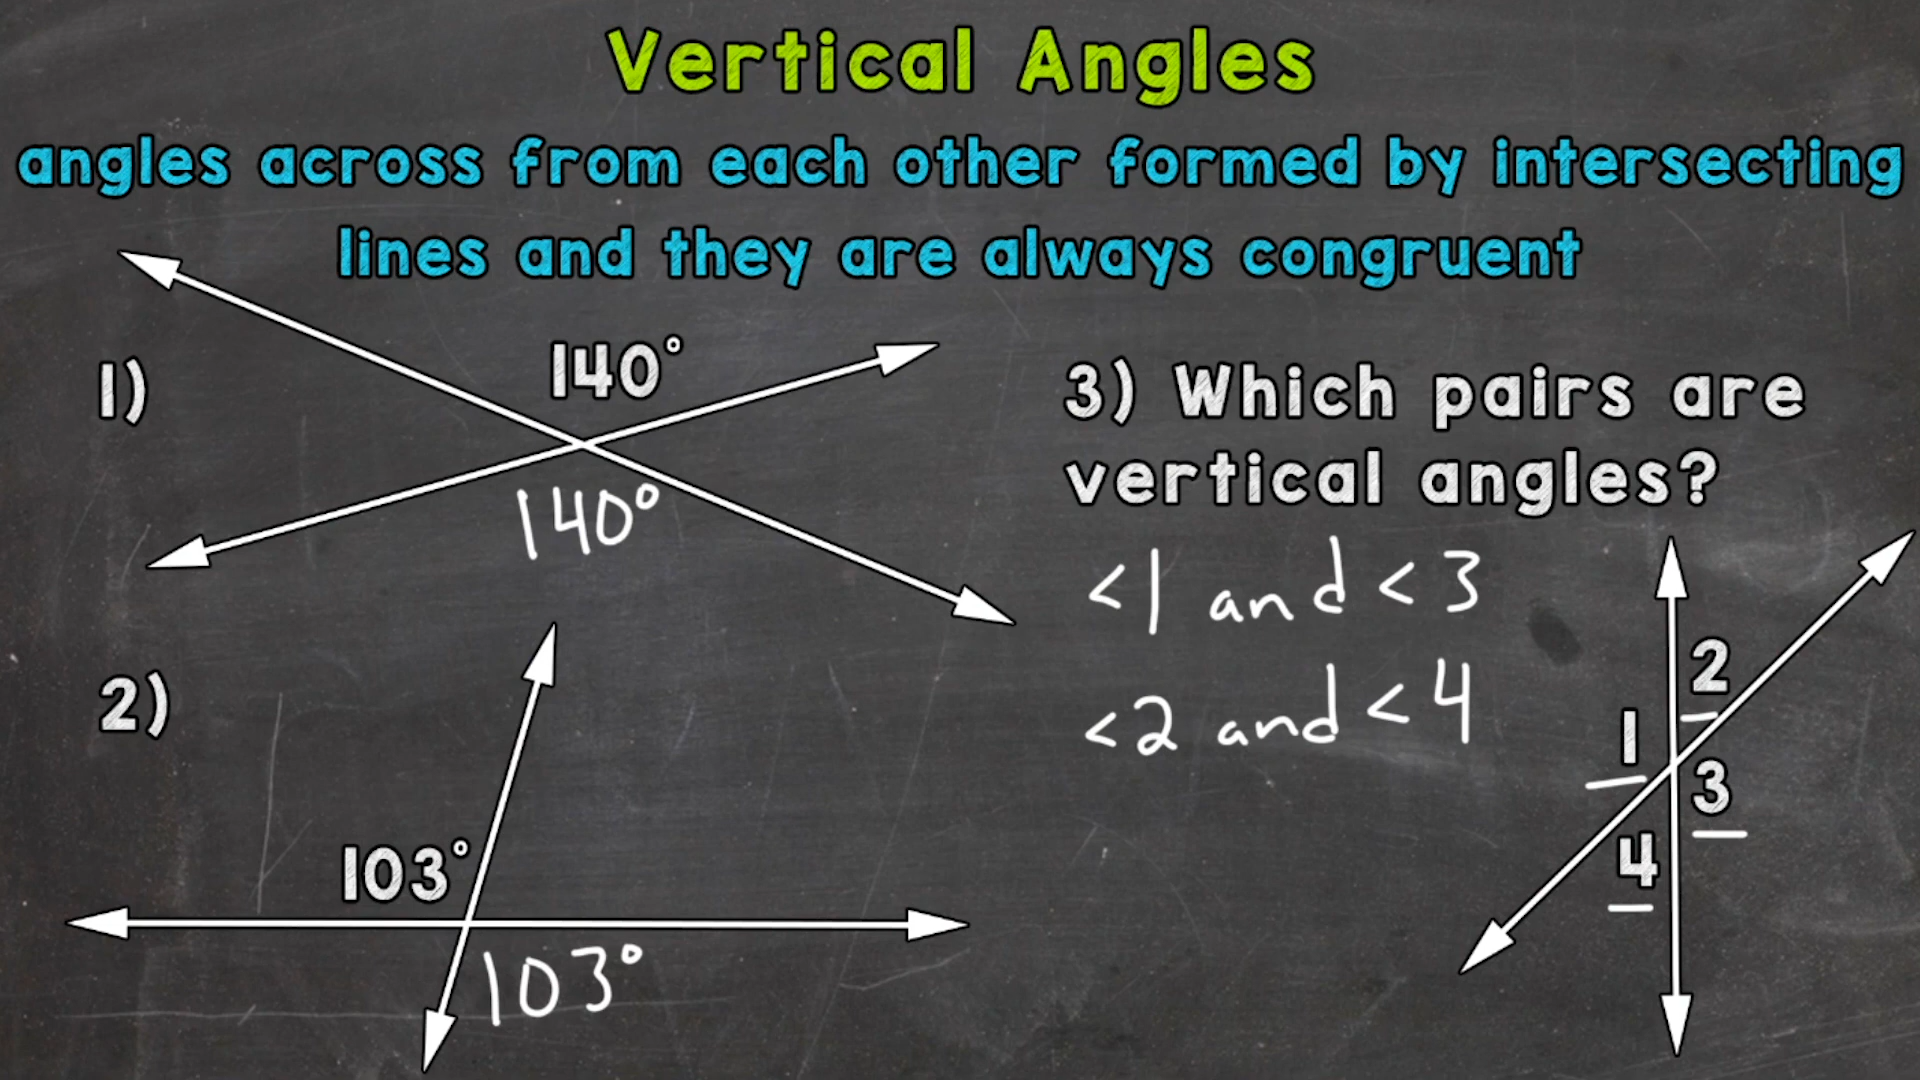 Vertical Angles
angles across from each other formed by intersecting
lines and they are always congruent
1)
140°
140°
2)
103°
103°
3) Which pairs are
vertical angles?
<1 and <3
<2 and <4
2
1
3
4